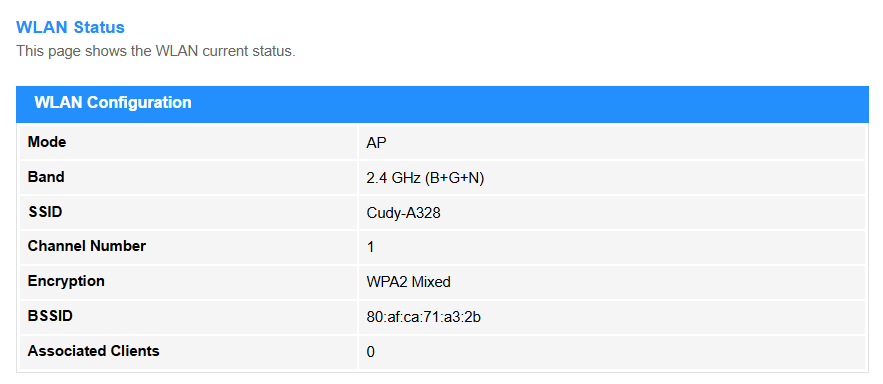 WLAN Status
This page shows the WLAN current status.
WLAN Configuration
Mode AP
Band 2.4 GHz (B+G+N)
SSID Cudy-A328
Channel Number 1
Encryption WPA2 Mixed
BSSID 80:af:ca:71:a3:2b
Associated Clients 0